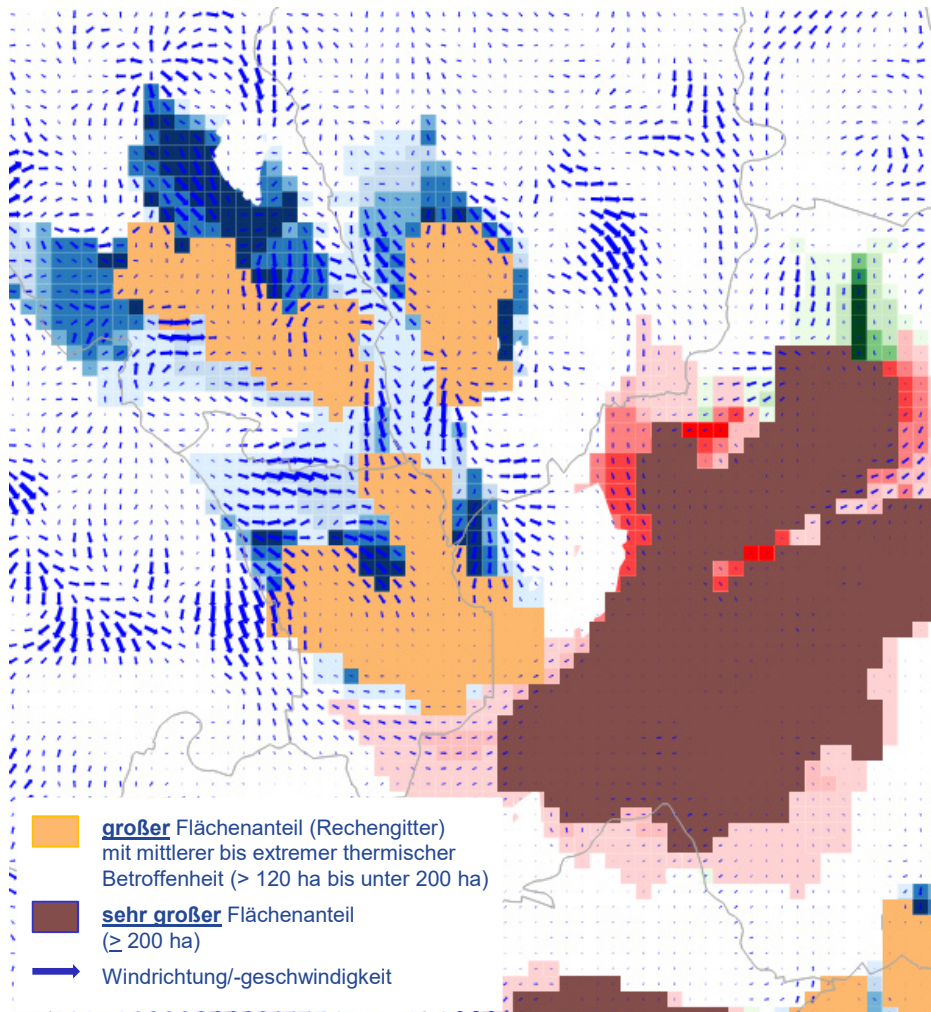 großer Flächenanteil (Rechengitter)
mit mittlerer bis extremer thermischer
Betroffenheit (> 120 ha bis unter 200 ha)
sehr großer Flächenanteil
(≥ 200 ha)
Windrichtung/-geschwindigkeit